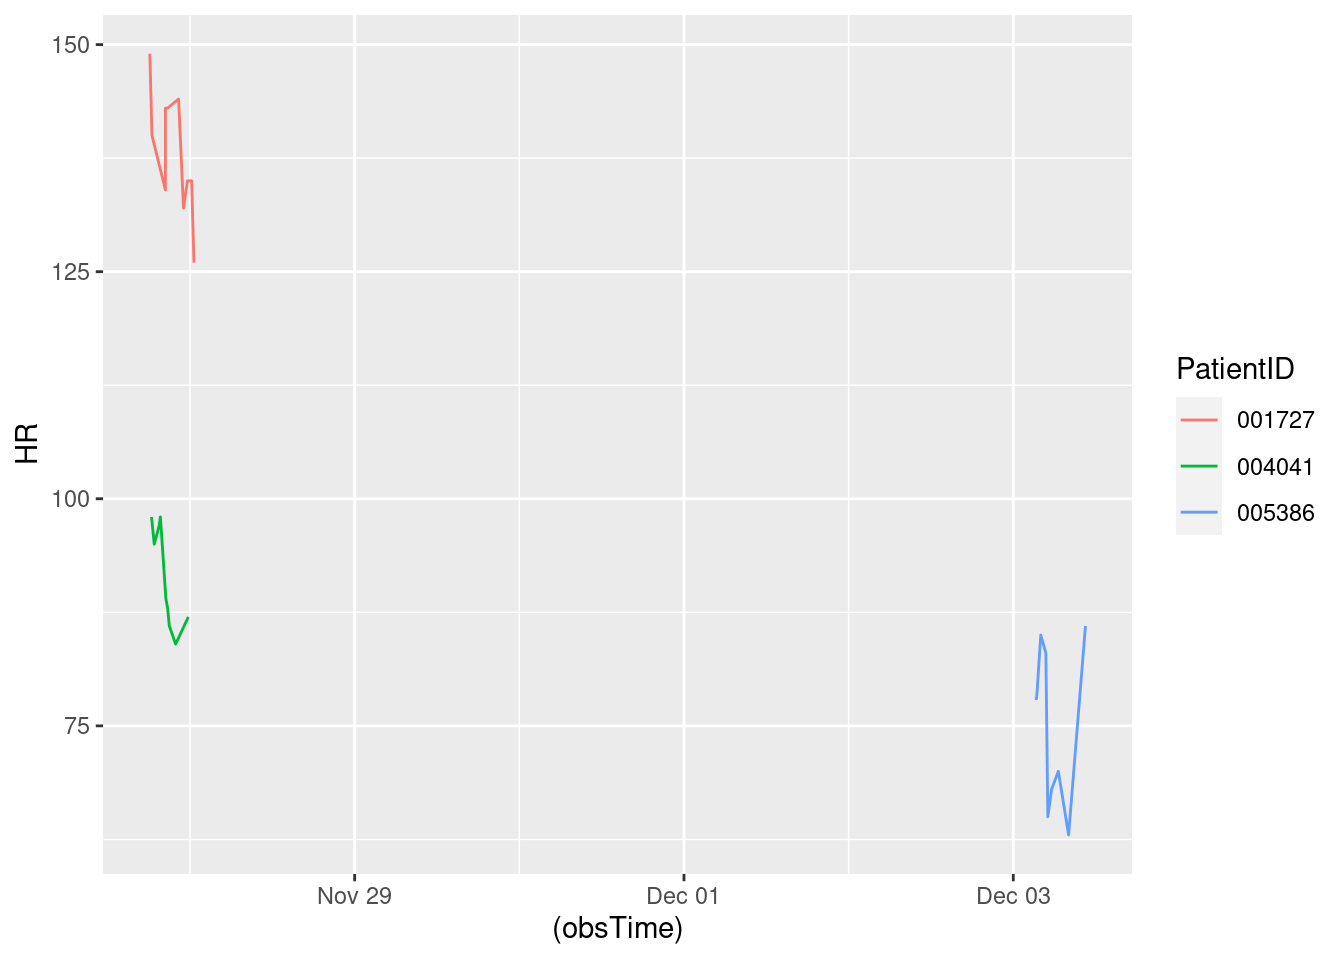 150
125
100
75
HR
Nov 29
Dec 01
Dec 03
(obsTime)
PatientID
001727
004041
005386